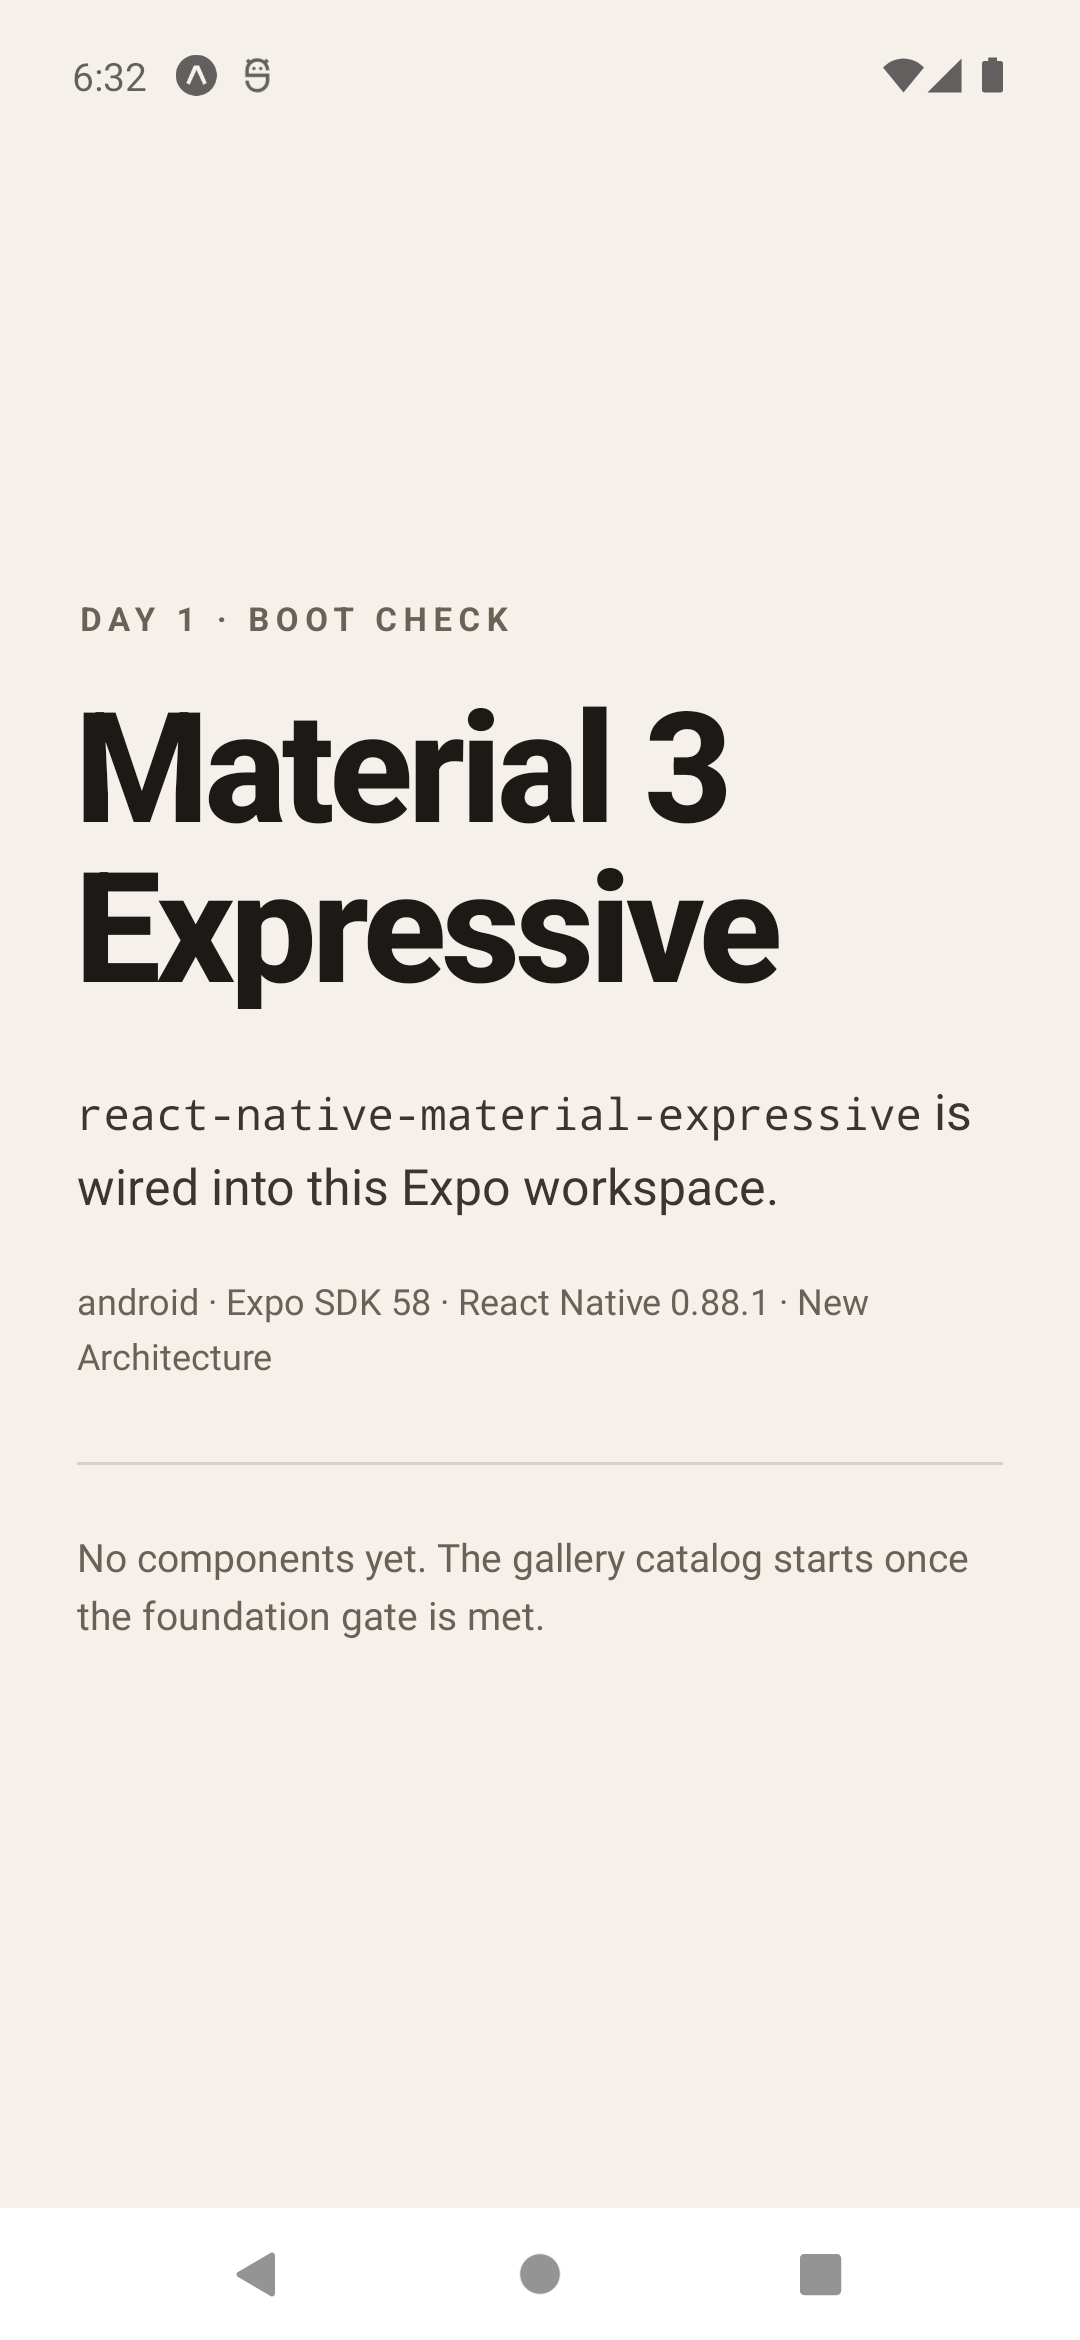 6:32
DAY 1 · BOOT CHECK
Material 3
Expressive
react-native-material-expressive is
wired into this Expo workspace.
android · Expo SDK 58 · React Native 0.88.1 · New
Architecture
No components yet. The gallery catalog starts once
the foundation gate is met.